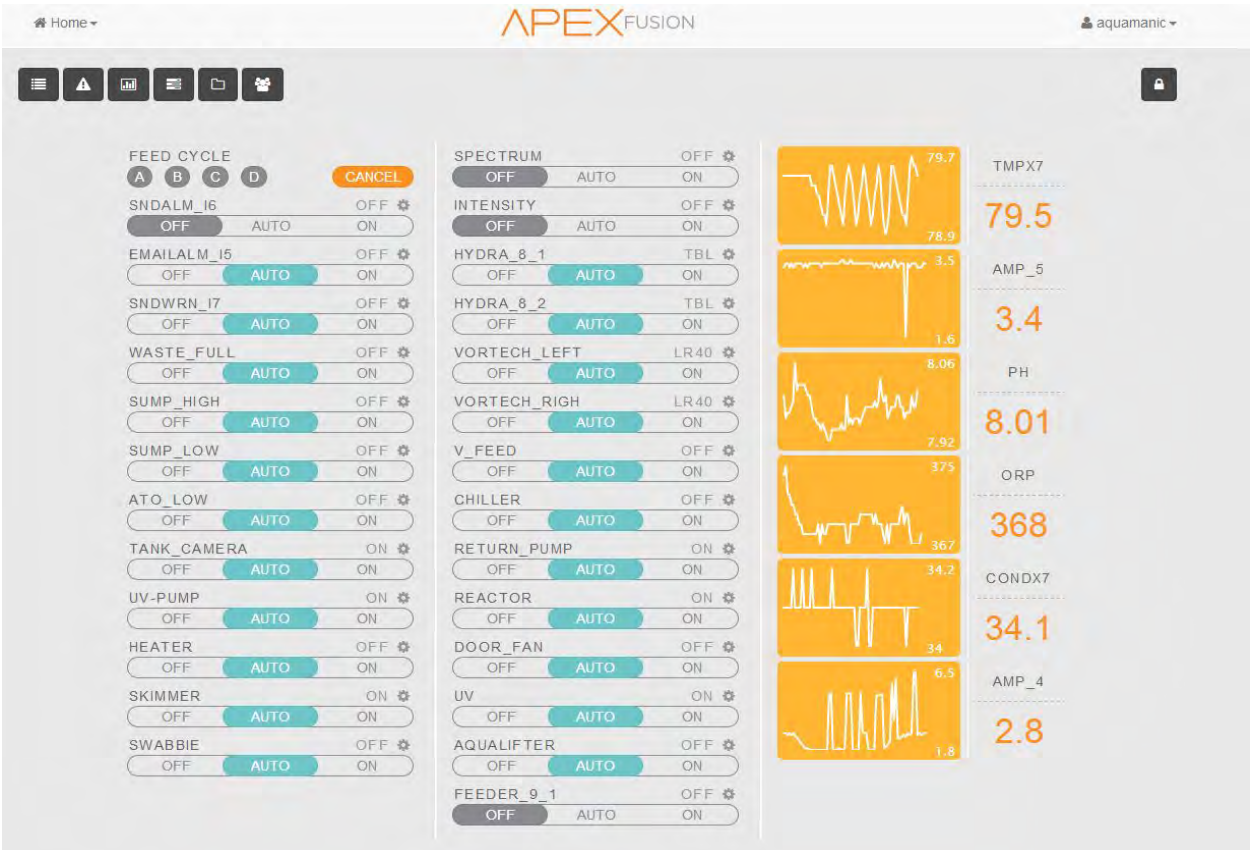 Home
APEX FUSION
aquamanic
FEED CYCLE
A B C D CANCEL
SNDALM_I6 OFF
OFF AUTO ON
EMAILALM_I5 OFF
OFF AUTO ON
SNDWRN_I7 OFF
OFF AUTO ON
WASTE_FULL OFF
OFF AUTO ON
SUMP_HIGH OFF
OFF AUTO ON
SUMP_LOW OFF
OFF AUTO ON
ATO_LOW OFF
OFF AUTO ON
TANK_CAMERA ON
OFF AUTO ON
UV-PUMP ON
OFF AUTO ON
HEATER OFF
OFF AUTO ON
SKIMMER ON
OFF AUTO ON
SWABBIE OFF
OFF AUTO ON
SPECTRUM OFF
OFF AUTO ON
INTENSITY OFF
OFF AUTO ON
HYDRA_8_1 TBL
OFF AUTO ON
HYDRA_8_2 TBL
OFF AUTO ON
VORTECH_LEFT LR40
OFF AUTO ON
VORTECH_RIGH LR40
OFF AUTO ON
V_FEED OFF
OFF AUTO ON
CHILLER OFF
OFF AUTO ON
RETURN_PUMP ON
OFF AUTO ON
REACTOR ON
OFF AUTO ON
DOOR_FAN OFF
OFF AUTO ON
UV ON
OFF AUTO ON
AQUALIFTER OFF
OFF AUTO ON
FEEDER_9_1 OFF
OFF AUTO ON
79.7
TMPX7
79.5
78.9
3.5
AMP_5
3.4
1.6
8.06
PH
8.01
7.92
375
ORP
368
367
34.2
CONDX7
34.1
34
6.5
AMP_4
2.8
1.8